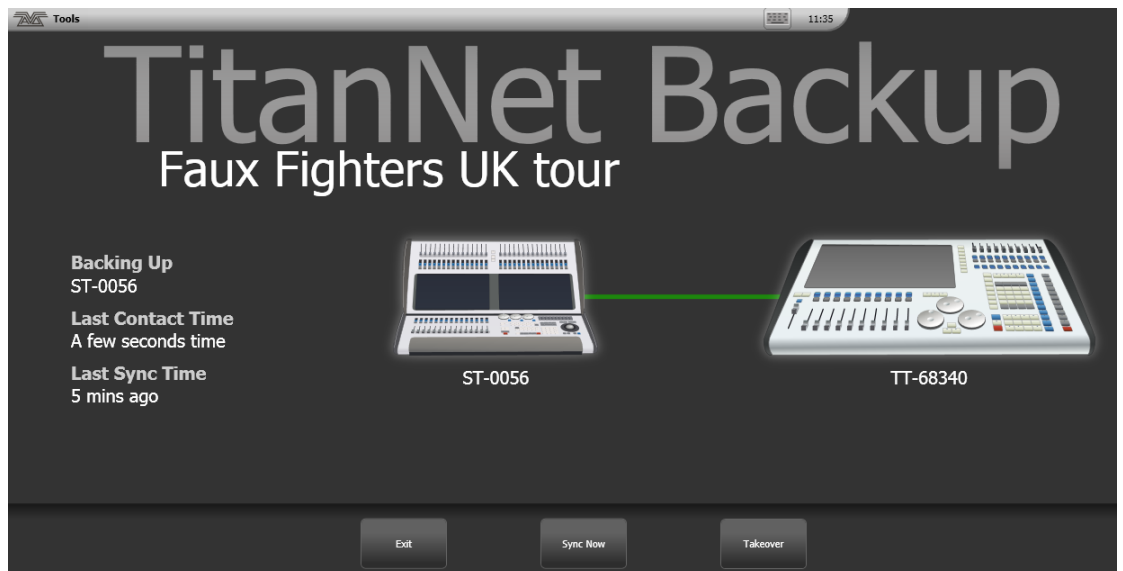 Tools
11:35
TitanNet Backup
Faux Fighters UK tour
Backing Up
ST-0056
Last Contact Time
A few seconds time
Last Sync Time
5 mins ago
ST-0056
TT-68340
Exit
Sync Now
Takeover